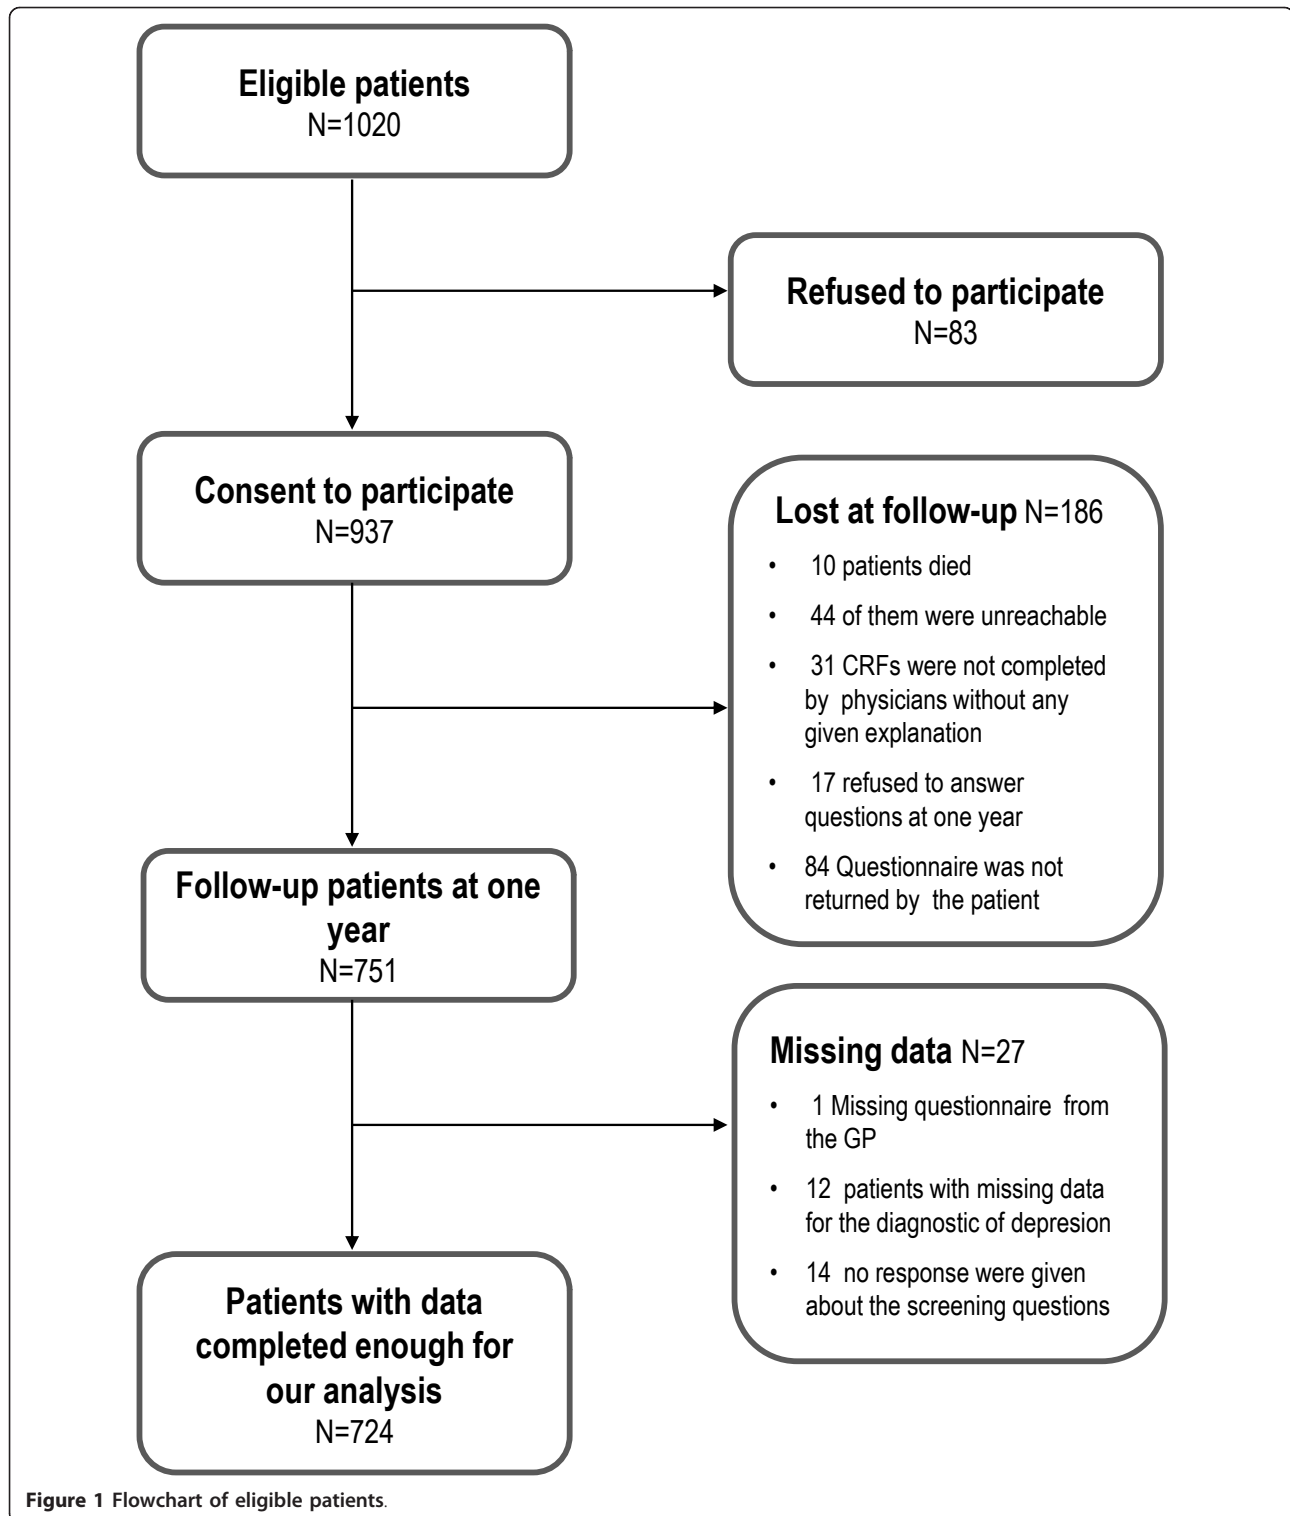 Eligible patients
N=1020
Refused to participate
N=83
Consent to participate
N=937
Lost at follow-up N=186
• 10 patients died
• 44 of them were unreachable
• 31 CRFs were not completed
by physicians without any
given explanation
• 17 refused to answer
questions at one year
• 84 Questionnaire was not
returned by the patient
Follow-up patients at one
year
N=751
Missing data N=27
• 1 Missing questionnaire from
the GP
• 12 patients with missing data
for the diagnostic of depresion
• 14 no response were given
about the screening questions
Patients with data
completed enough for
our analysis
N=724
Figure 1 Flowchart of eligible patients.